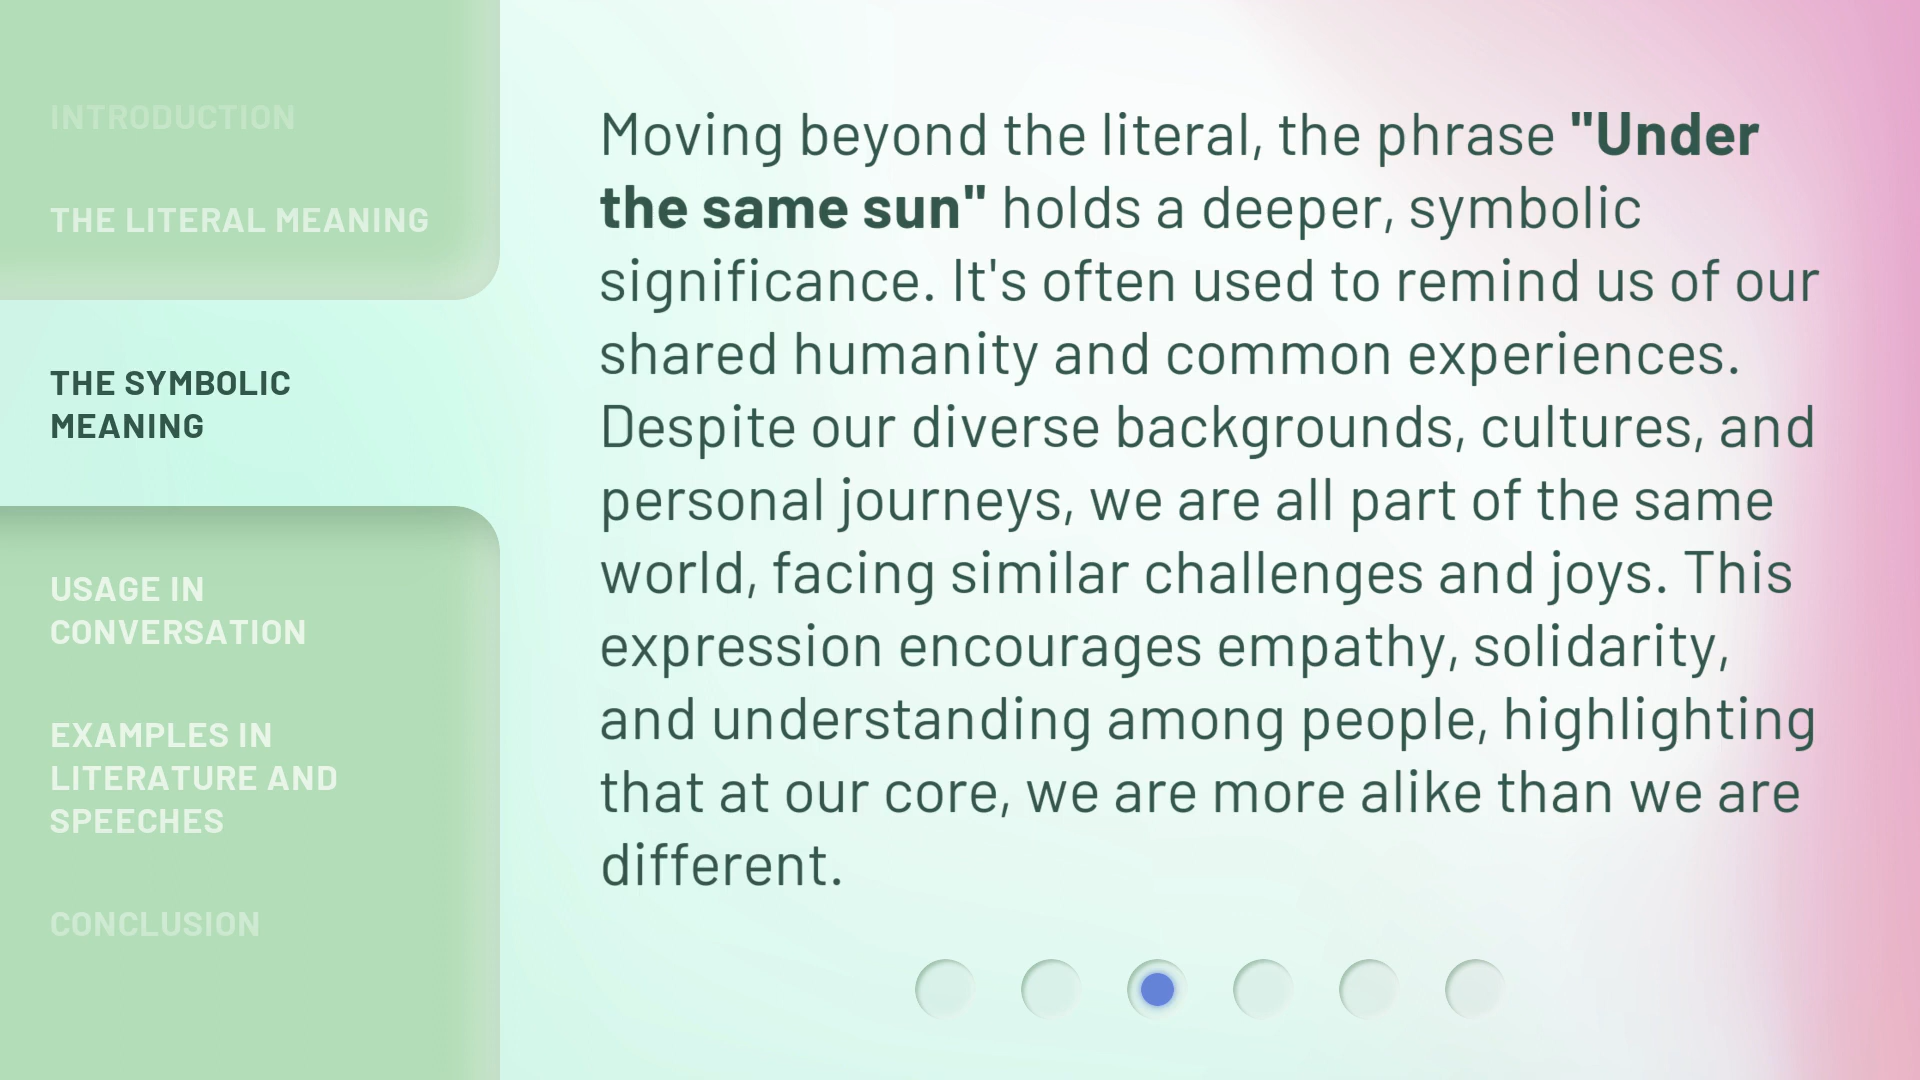 INTRODUCTION
THE LITERAL MEANING
THE SYMBOLIC
MEANING
USAGE IN
CONVERSATION
EXAMPLES IN
LITERATURE AND
SPEECHES
CONCLUSION
Moving beyond the literal, the phrase "Under
the same sun" holds a deeper, symbolic
significance. It's often used to remind us of our
shared humanity and common experiences.
Despite our diverse backgrounds, cultures, and
personal journeys, we are all part of the same
world, facing similar challenges and joys. This
expression encourages empathy, solidarity,
and understanding among people, highlighting
that at our core, we are more alike than we are
different.